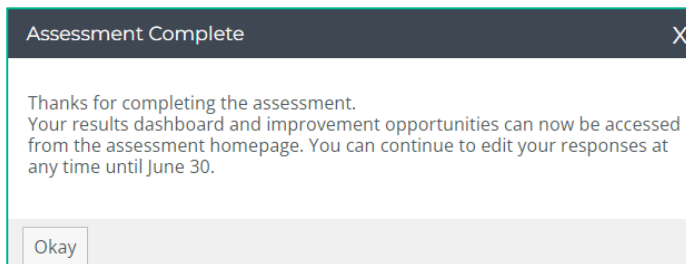 Assessment Complete X
Thanks for completing the assessment.
Your results dashboard and improvement opportunities can now be accessed
from the assessment homepage. You can continue to edit your responses at
any time until June 30.
Okay